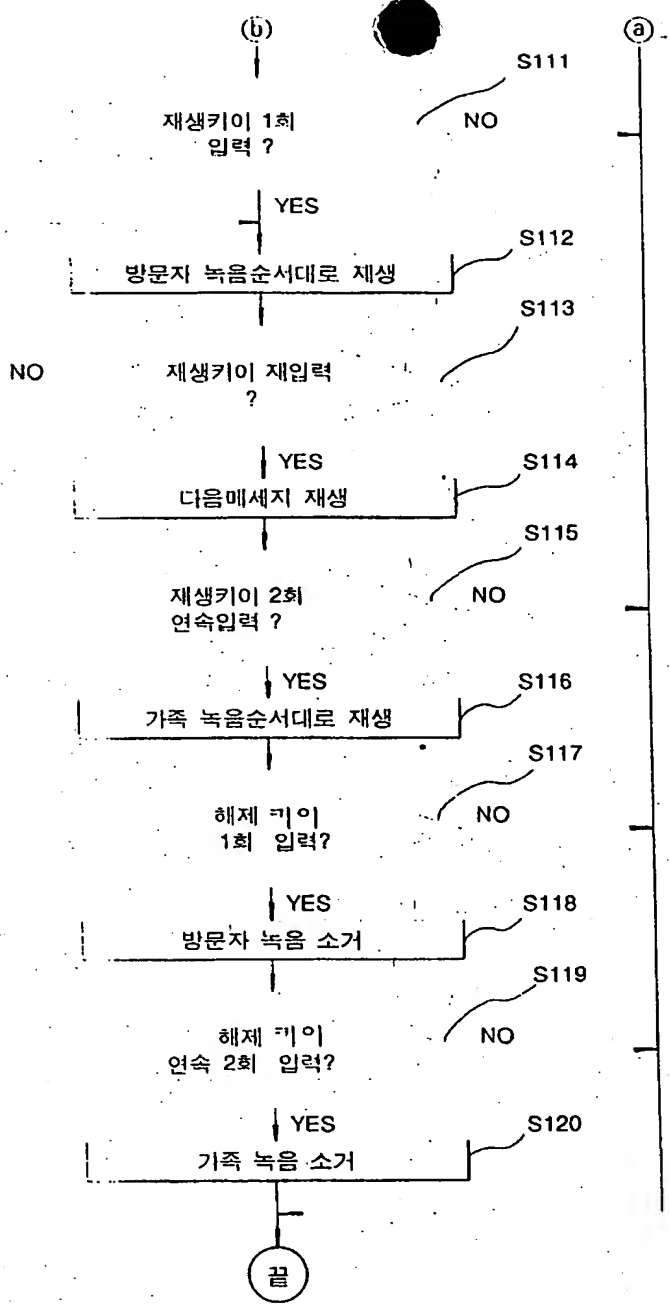 ⓑ ⓐ
S111
재생키이 1회 NO
입력 ?
YES
S112
방문자 녹음순서대로 재생
S113
NO 재생키이 재입력
?
YES
S114
다음메세지 재생
S115
재생키이 2회 NO
연속입력 ?
YES
S116
가족 녹음순서대로 재생
S117
해제 키이 NO
1회 입력?
YES
S118
방문자 녹음 소거
S119
해제 키이 NO
연속 2회 입력?
YES
S120
가족 녹음 소거
끝